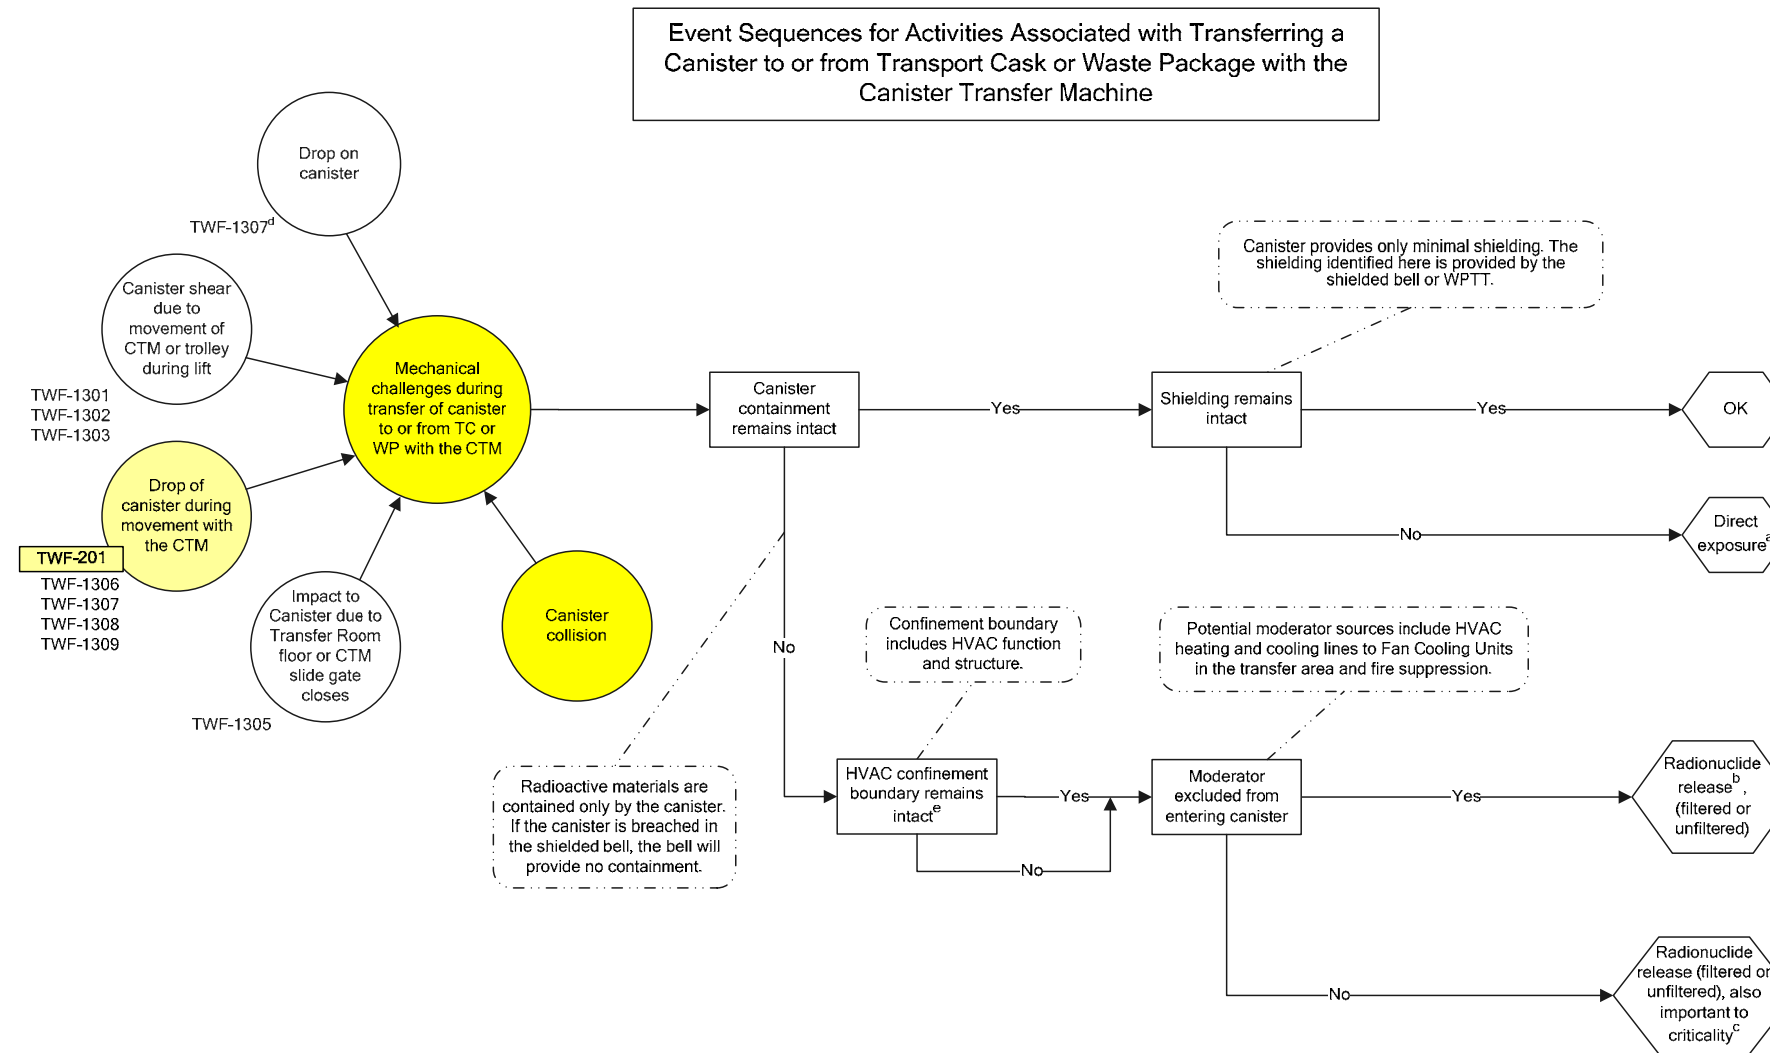 Event Sequences for Activities Associated with Transferring a
Canister to or from Transport Cask or Waste Package with the
Canister Transfer Machine
Drop on
canister
TWF-1307d
Canister shear
due to
movement of
CTM or trolley
during lift
TWF-1301
TWF-1302
TWF-1303
Drop of
canister during
movement with
the CTM
TWF-201
TWF-1306
TWF-1307
TWF-1308
TWF-1309
Impact to
Canister due to
Transfer Room
floor or CTM
slide gate
closes
TWF-1305
Canister
collision
Mechanical
challenges during
transfer of canister
to or from TC or
WP with the CTM
Canister
containment
remains intact
Yes
No
Canister provides only minimal shielding. The
shielding identified here is provided by the
shielded bell or WPTT.
Shielding remains
intact
Yes
OK
No
Direct
exposurea
Radioactive materials are
contained only by the canister.
If the canister is breached in
the shielded bell, the bell will
provide no containment.
Confinement boundary
includes HVAC function
and structure.
HVAC confinement
boundary remains
intacte
Yes
No
Potential moderator sources include HVAC
heating and cooling lines to Fan Cooling Units
in the transfer area and fire suppression.
Moderator
excluded from
entering canister
Yes
Radionuclide
releaseb,
(filtered or
unfiltered)
No
Radionuclide
release (filtered or
unfiltered), also
important to
criticalityc